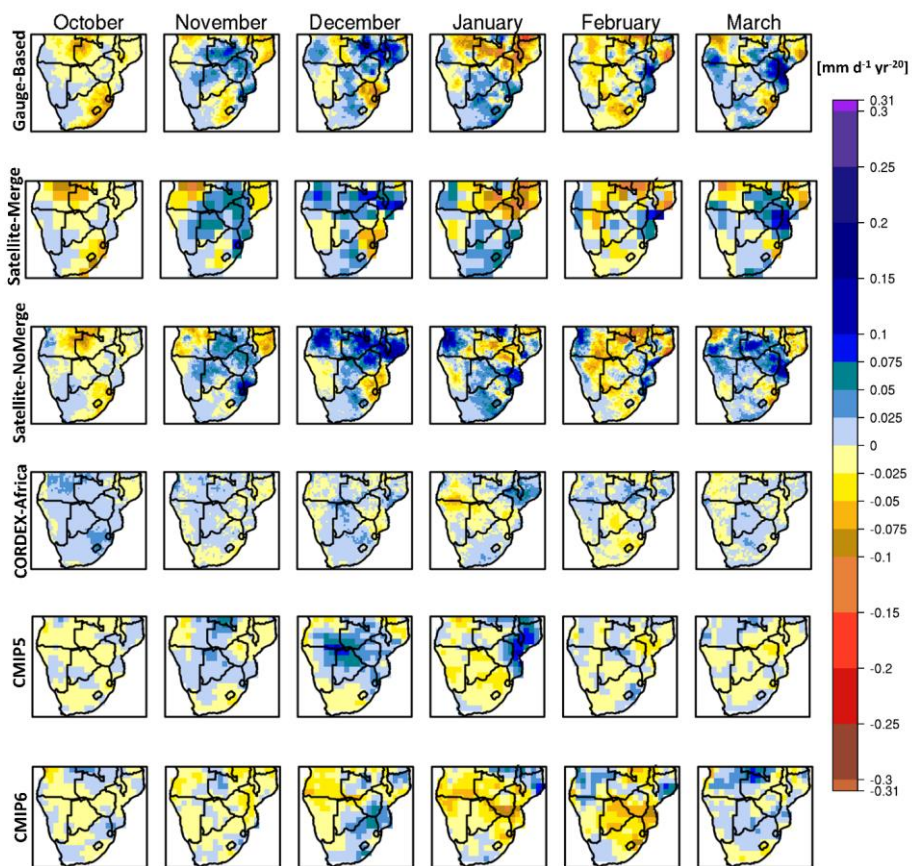 October November December January February March
Gauge-Based
Satellite-Merge
Satellite-NoMerge
CORDEX-Africa
CMIP5
CMIP6
[mm d⁻¹ yr⁻²⁰]
0.31
0.3
0.25
0.2
0.15
0.1
0.075
0.05
0.025
0
-0.025
-0.05
-0.075
-0.1
-0.15
-0.2
-0.25
-0.3
-0.31